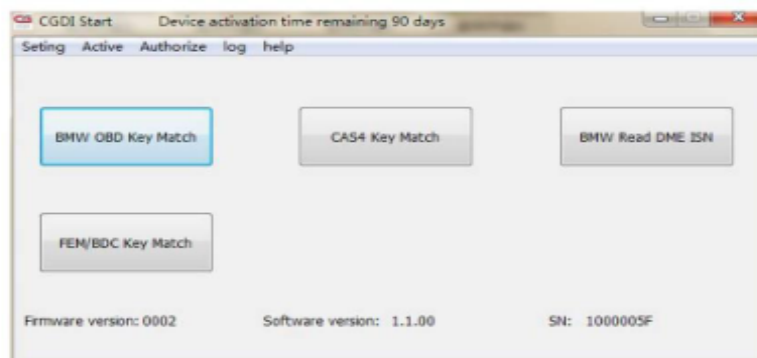 CGDI Start Device activation time remaining 90 days
Seting Active Authorize log help
BMW OBD Key Match CAS4 Key Match BMW Read DME ISN
FEM/BDC Key Match
Firmware version: 0002 Software version: 1.1.00 SN: 1000005F